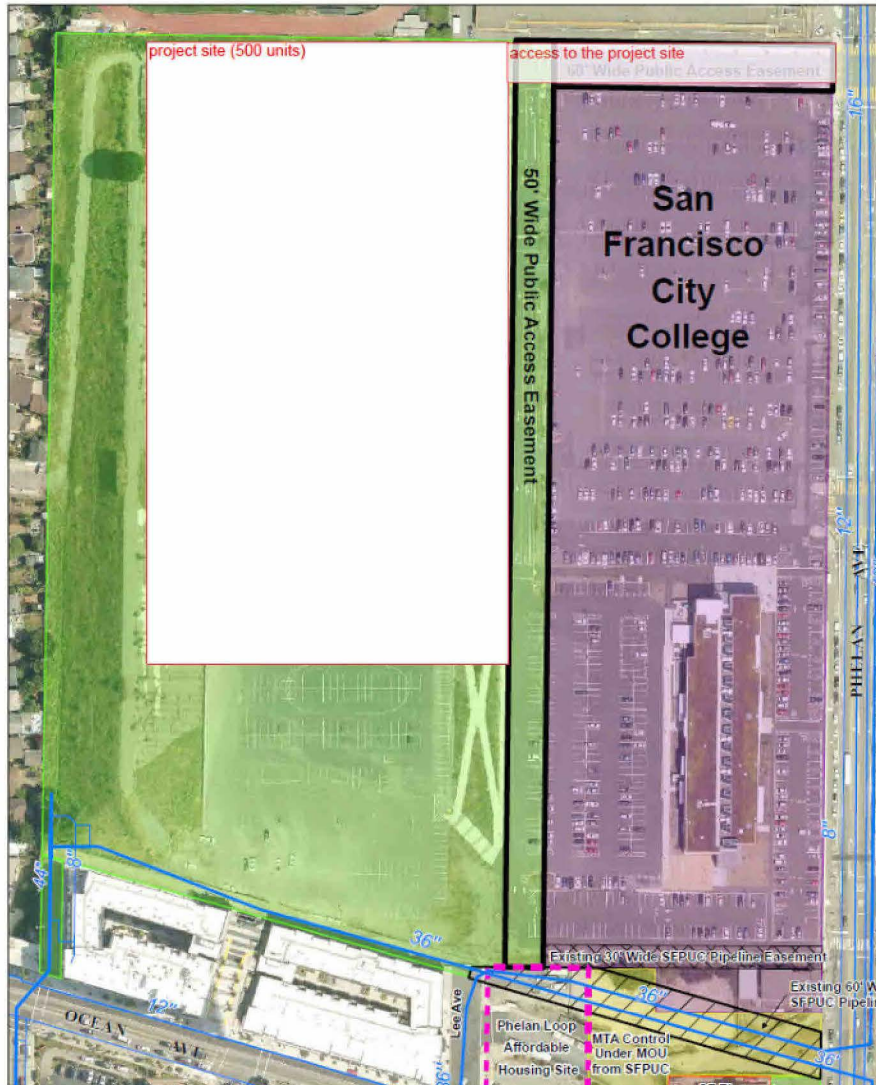 project site (500 units)
access to the project site
60' Wide Public Access Easement
16"
50' Wide Public Access Easement
San
Francisco
City
College
12"
PHELAN AVE
8"
44"
8"
36"
Existing 30' Wide SFPUC Pipeline Easement
12"
OCEAN
AVE
Lee Ave
36"
Existing 60' W
SFPUC Pipelin
Phelan Loop
Affordable
Housing Site
MTA Control
Under MOU
from SFPUC
36"